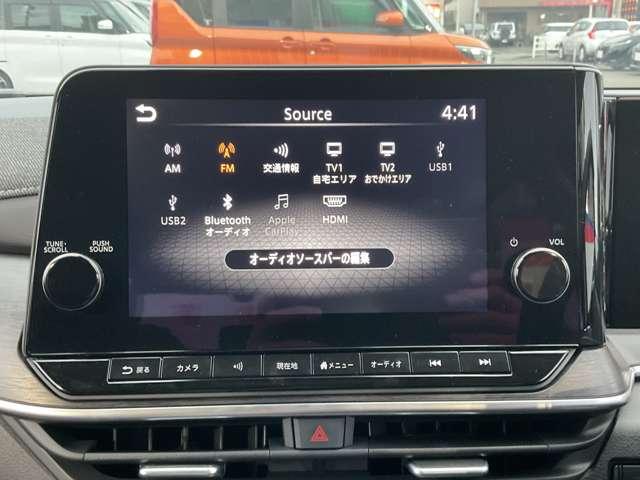 Source
4:41
AM
FM
交通情報
TV1
自宅エリア
TV2
おでかけエリア
USB1
USB2
Bluetooth
オーディオ
Apple
CarPlay
HDMI
オーディオソースバーの編集
TUNE・
SCROLL
PUSH
SOUND
VOL
戻る
カメラ
現在地
メニュー
オーディオ